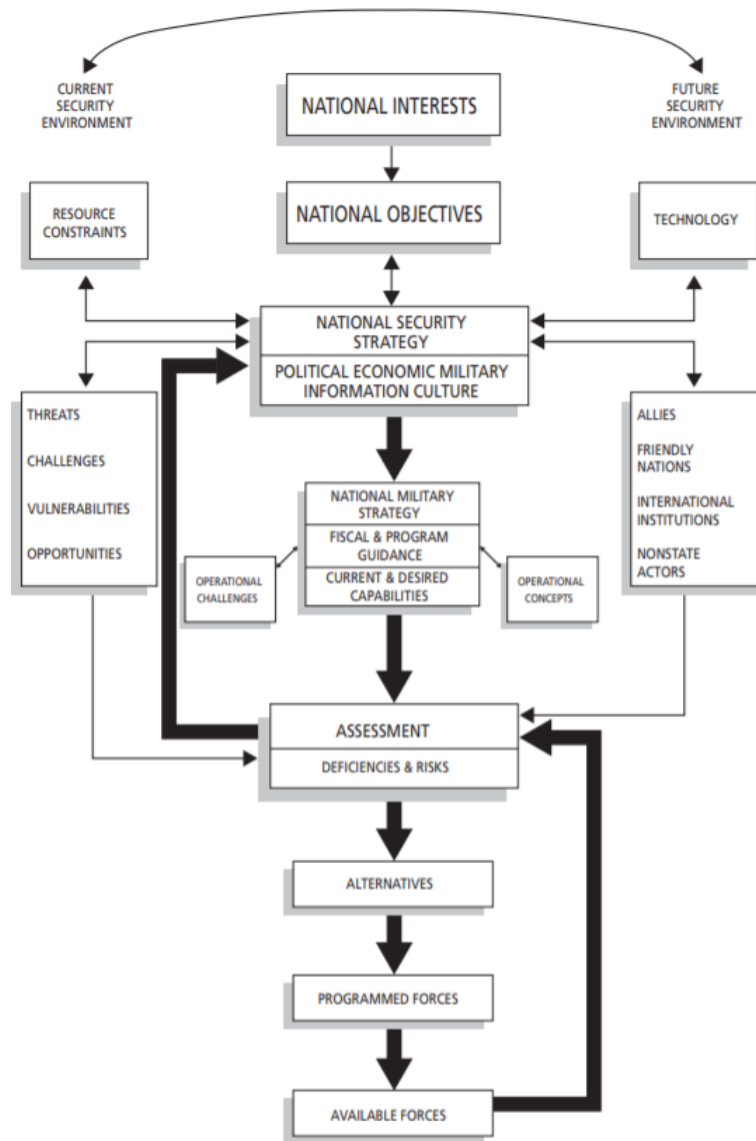 CURRENT
SECURITY
ENVIRONMENT
NATIONAL INTERESTS
FUTURE
SECURITY
ENVIRONMENT
RESOURCE
CONSTRAINTS
NATIONAL OBJECTIVES
TECHNOLOGY
NATIONAL SECURITY
STRATEGY
POLITICAL ECONOMIC MILITARY
INFORMATION CULTURE
THREATS
CHALLENGES
VULNERABILITIES
OPPORTUNITIES
ALLIES
FRIENDLY
NATIONS
INTERNATIONAL
INSTITUTIONS
NONSTATE
ACTORS
NATIONAL MILITARY
STRATEGY
FISCAL & PROGRAM
GUIDANCE
CURRENT & DESIRED
CAPABILITIES
OPERATIONAL
CHALLENGES
OPERATIONAL
CONCEPTS
ASSESSMENT
DEFICIENCIES & RISKS
ALTERNATIVES
PROGRAMMED FORCES
AVAILABLE FORCES